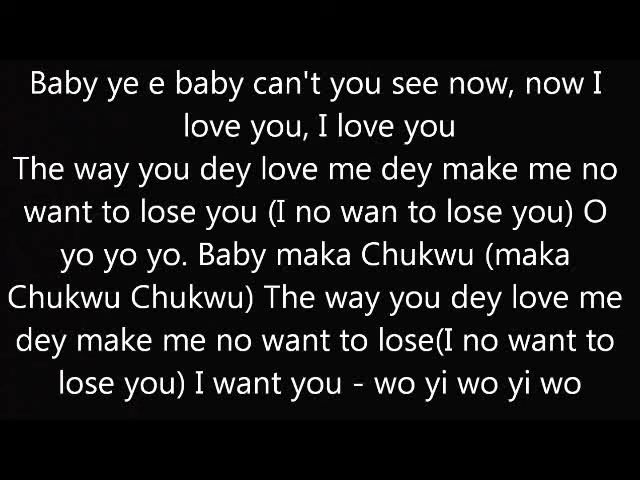 Baby ye e baby can't you see now, now I
love you, I love you
The way you dey love me dey make me no
want to lose you (I no wan to lose you) O
yo yo yo. Baby maka Chukwu (maka
Chukwu Chukwu) The way you dey love me
dey make me no want to lose(I no want to
lose you) I want you - wo yi wo yi wo